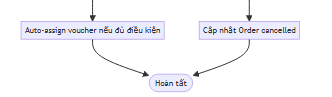 Auto-assign voucher nếu đủ điều kiện
Cập nhật Order cancelled
Hoàn tất